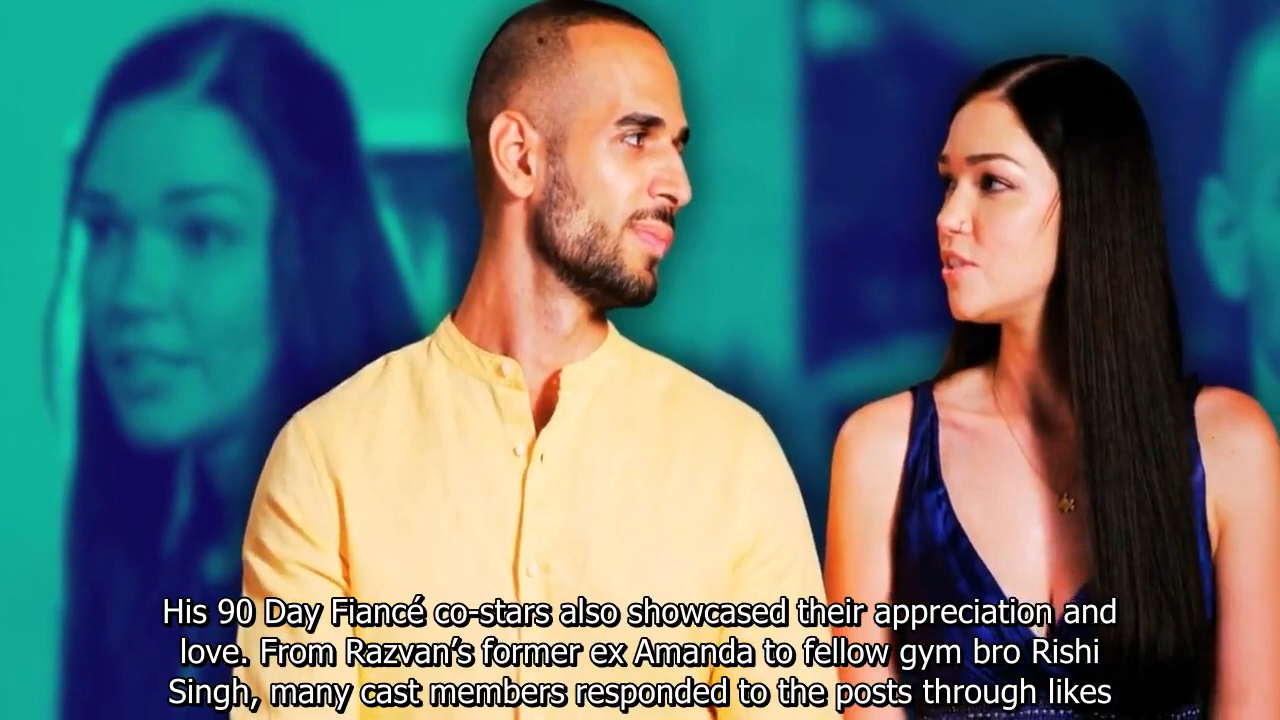 His 90 Day Fiancé co-stars also showcased their appreciation and
love. From Razvan’s former ex Amanda to fellow gym bro Rishi
Singh, many cast members responded to the posts through likes